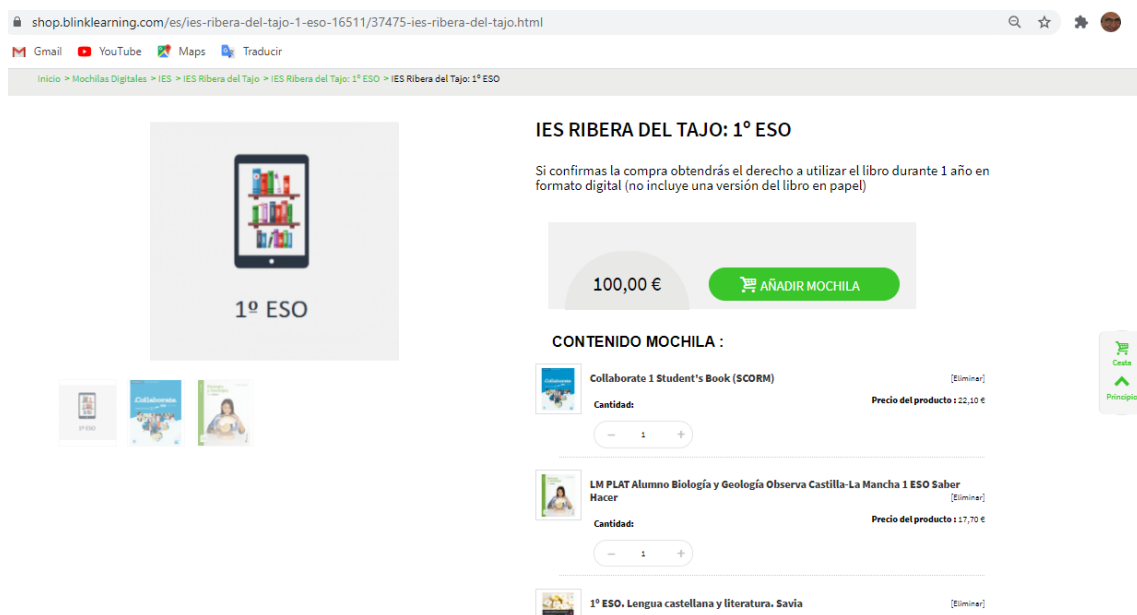 shop.blinklearning.com/es/ies-ribera-del-tajo-1-eso-16511/37475-ies-ribera-del-tajo.html
Gmail YouTube Maps Traducir
Inicio > Mochilas Digitales > IES > IES Ribera del Tajo > IES Ribera del Tajo: 1º ESO > IES Ribera del Tajo: 1º ESO
1º ESO
IES RIBERA DEL TAJO: 1º ESO
Si confirmas la compra obtendrás el derecho a utilizar el libro durante 1 año en
formato digital (no incluye una versión del libro en papel)
100,00 € AÑADIR MOCHILA
CONTENIDO MOCHILA :
Collaborate 1 Student's Book (SCORM) [Eliminar]
Cantidad: Precio del producto : 22,10 €
− 1 +
LM PLAT Alumno Biología y Geología Observa Castilla-La Mancha 1 ESO Saber
Hacer [Eliminar]
Cantidad: Precio del producto : 17,70 €
− 1 +
1º ESO. Lengua castellana y literatura. Savia [Eliminar]
Cesta
Principio
1º ESO
Collaborate